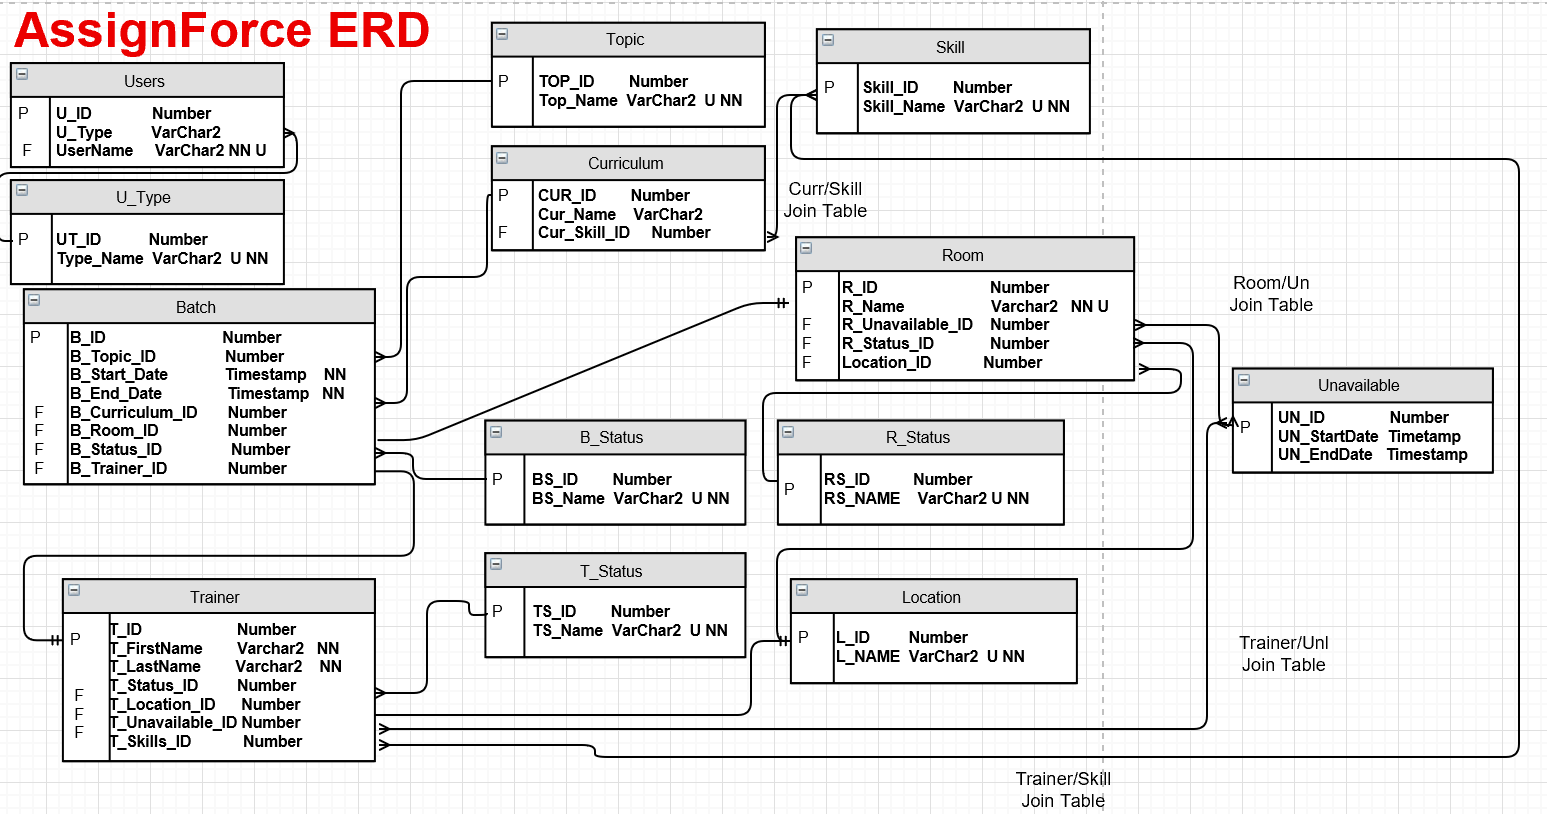 AssignForce ERD
Users
P U_ID Number
U_Type VarChar2
F UserName VarChar2 NN U
U_Type
P UT_ID Number
Type_Name VarChar2 U NN
Batch
P B_ID Number
B_Topic_ID Number
B_Start_Date Timestamp NN
B_End_Date Timestamp NN
F B_Curriculum_ID Number
F B_Room_ID Number
F B_Status_ID Number
F B_Trainer_ID Number
Topic
P TOP_ID Number
Top_Name VarChar2 U NN
Curriculum
P CUR_ID Number
Cur_Name VarChar2
F Cur_Skill_ID Number
Skill
P Skill_ID Number
Skill_Name VarChar2 U NN
Curr/Skill
Join Table
Room
P R_ID Number
R_Name Varchar2 NN U
F R_Unavailable_ID Number
F R_Status_ID Number
F Location_ID Number
Room/Un
Join Table
Unavailable
P UN_ID Number
UN_StartDate Timetamp
UN_EndDate Timestamp
B_Status
P BS_ID Number
BS_Name VarChar2 U NN
R_Status
P RS_ID Number
RS_NAME VarChar2 U NN
Trainer
P T_ID Number
T_FirstName Varchar2 NN
T_LastName Varchar2 NN
F T_Status_ID Number
F T_Location_ID Number
F T_Unavailable_ID Number
T_Skills_ID Number
T_Status
P TS_ID Number
TS_Name VarChar2 U NN
Location
P L_ID Number
L_NAME VarChar2 U NN
Trainer/Unl
Join Table
Trainer/Skill
Join Table